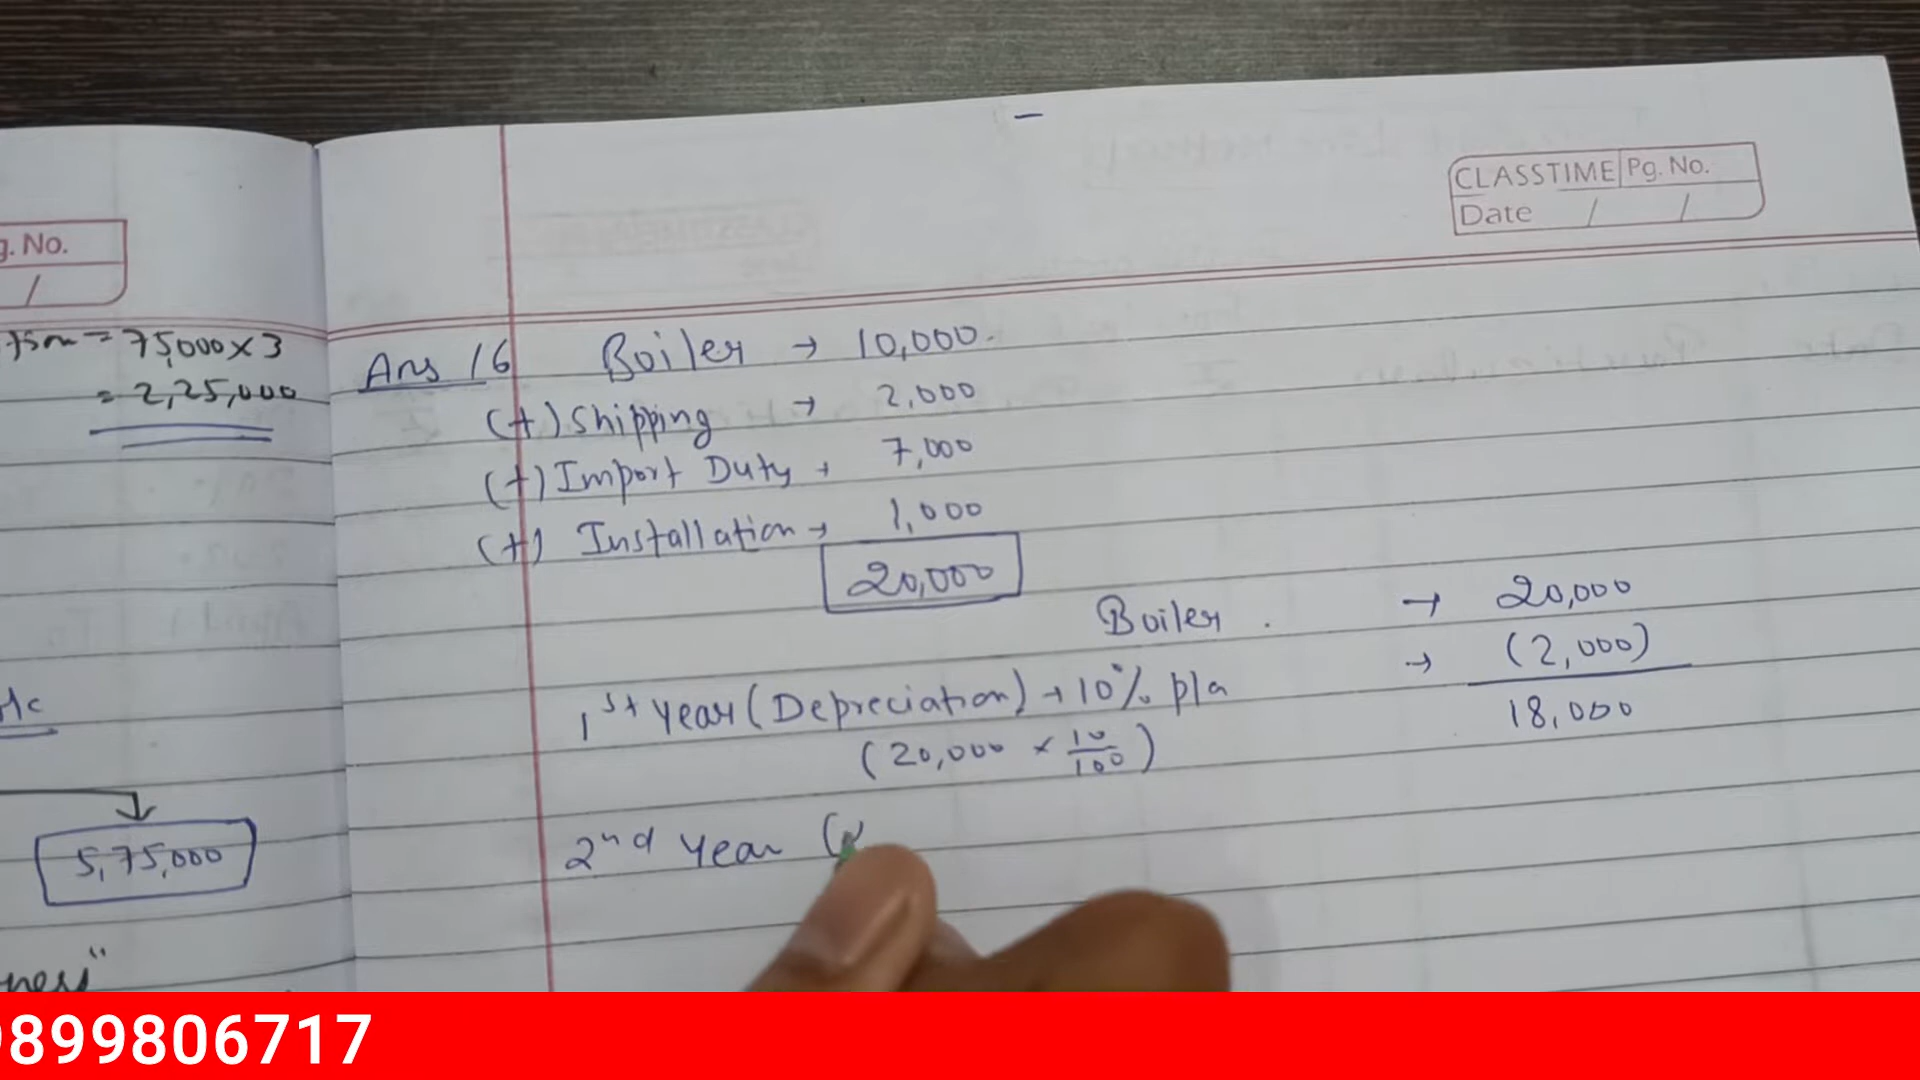 g. No.
/
= 75,000 × 3
= 2,25,000
5,75,000
CLASSTIME Pg. No.
Date / /
Ans 16 Boiler → 10,000.
(+) Shipping → 2,000
(+) Import Duty → 7,000
(+) Installation → 1,000
20,000
Boiler . → 20,000
1st year (Depreciation) → 10% p/a → (2,000)
(20,000 × 10/100) 18,000
2nd year (
9899806717